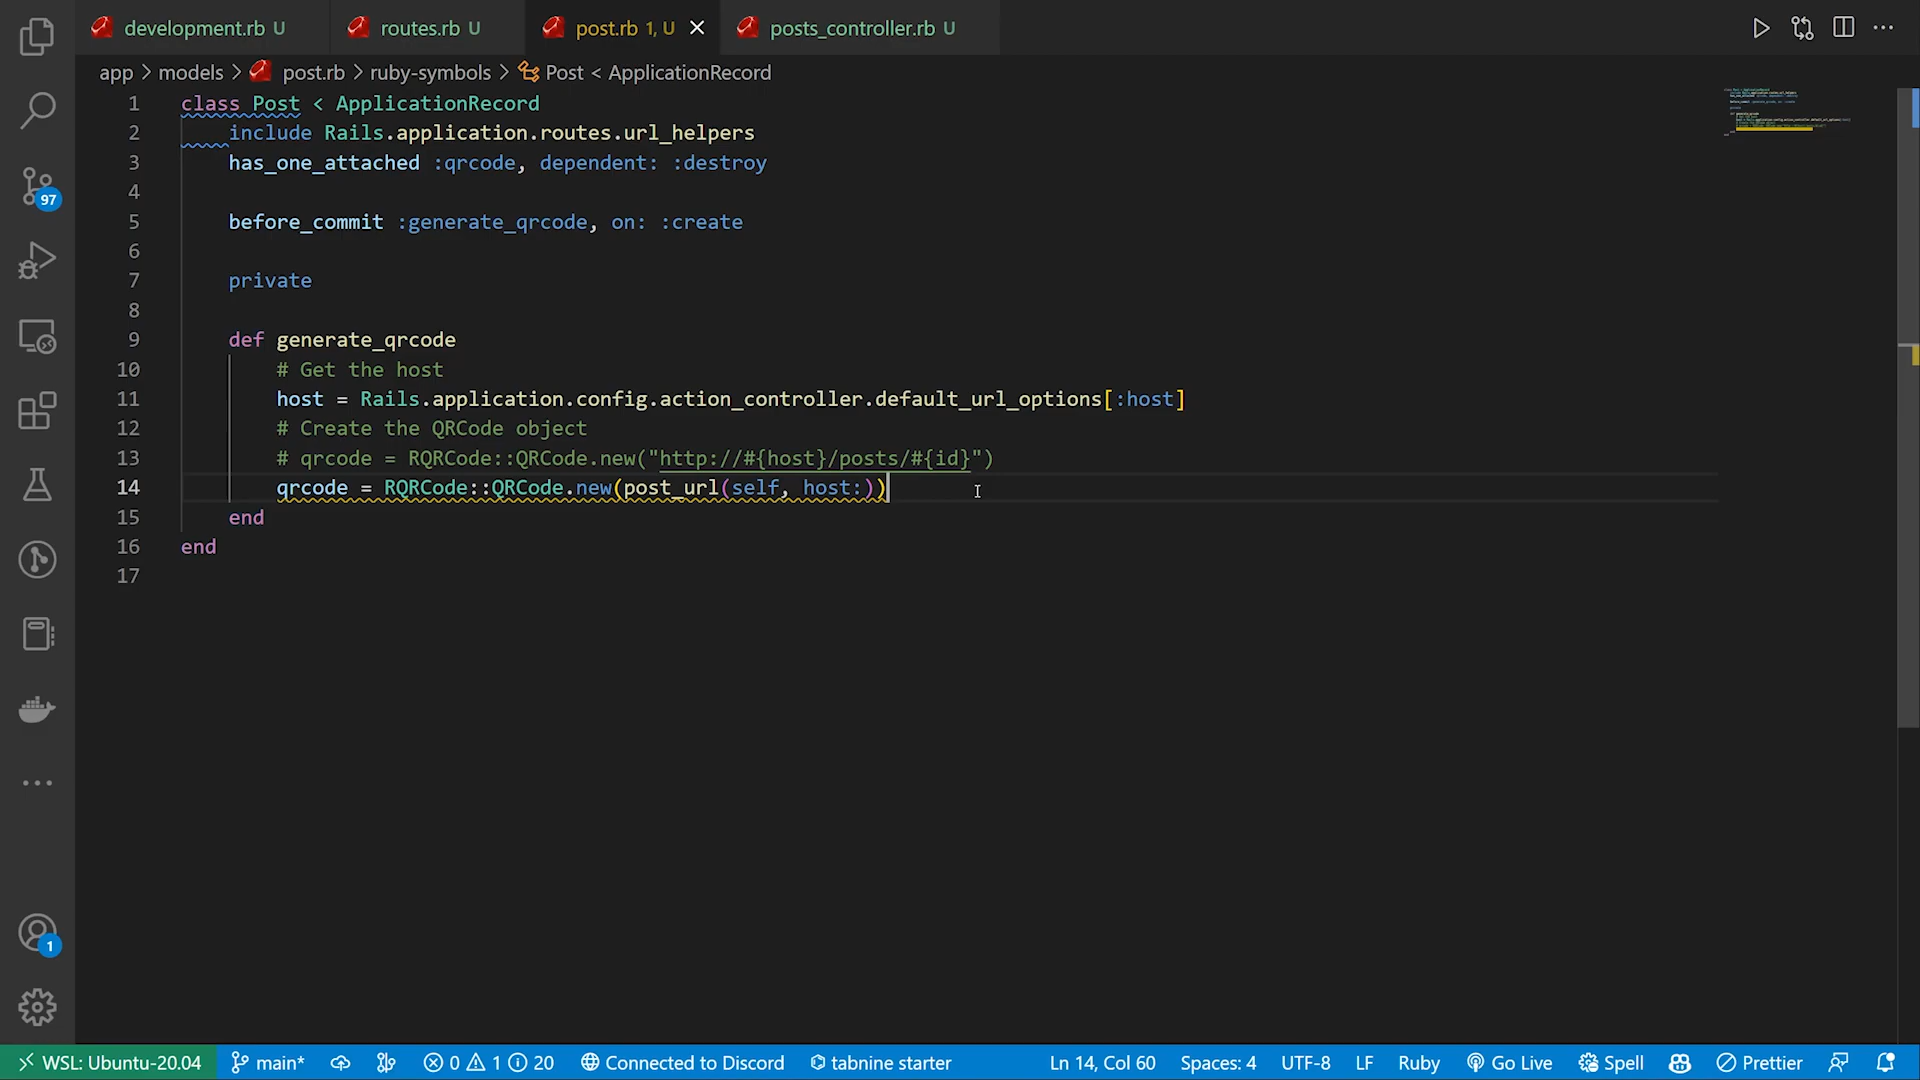 development.rb U
routes.rb U
post.rb 1, U
posts_controller.rb U
app > models > post.rb > ruby-symbols > Post < ApplicationRecord
1 class Post < ApplicationRecord
2 include Rails.application.routes.url_helpers
3 has_one_attached :qrcode, dependent: :destroy
4
5 before_commit :generate_qrcode, on: :create
6
7 private
8
9 def generate_qrcode
10 # Get the host
11 host = Rails.application.config.action_controller.default_url_options[:host]
12 # Create the QRCode object
13 # qrcode = RQRCode::QRCode.new("http://#{host}/posts/#{id}")
14 qrcode = RQRCode::QRCode.new(post_url(self, host:))
15 end
16 end
17
97
1
WSL: Ubuntu-20.04 main* 0 1 20 Connected to Discord tabnine starter Ln 14, Col 60 Spaces: 4 UTF-8 LF Ruby Go Live Spell Prettier